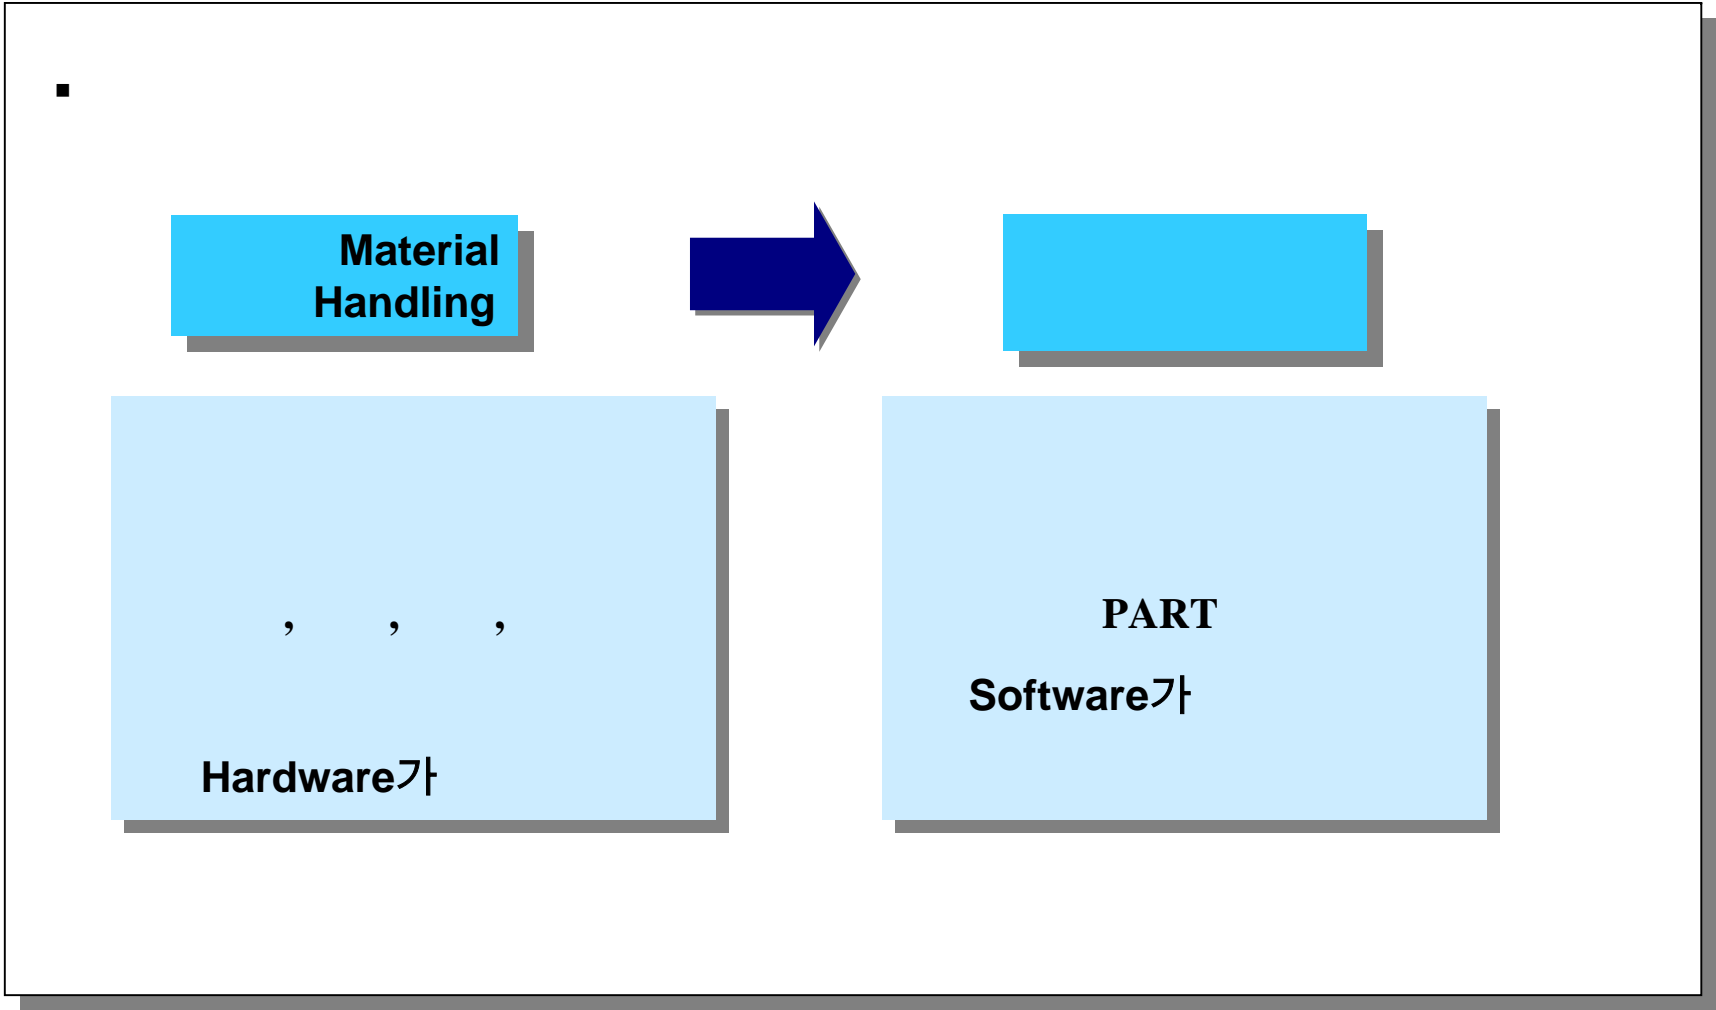 ▪
Material
Handling
, , ,
Hardware가
PART
Software가